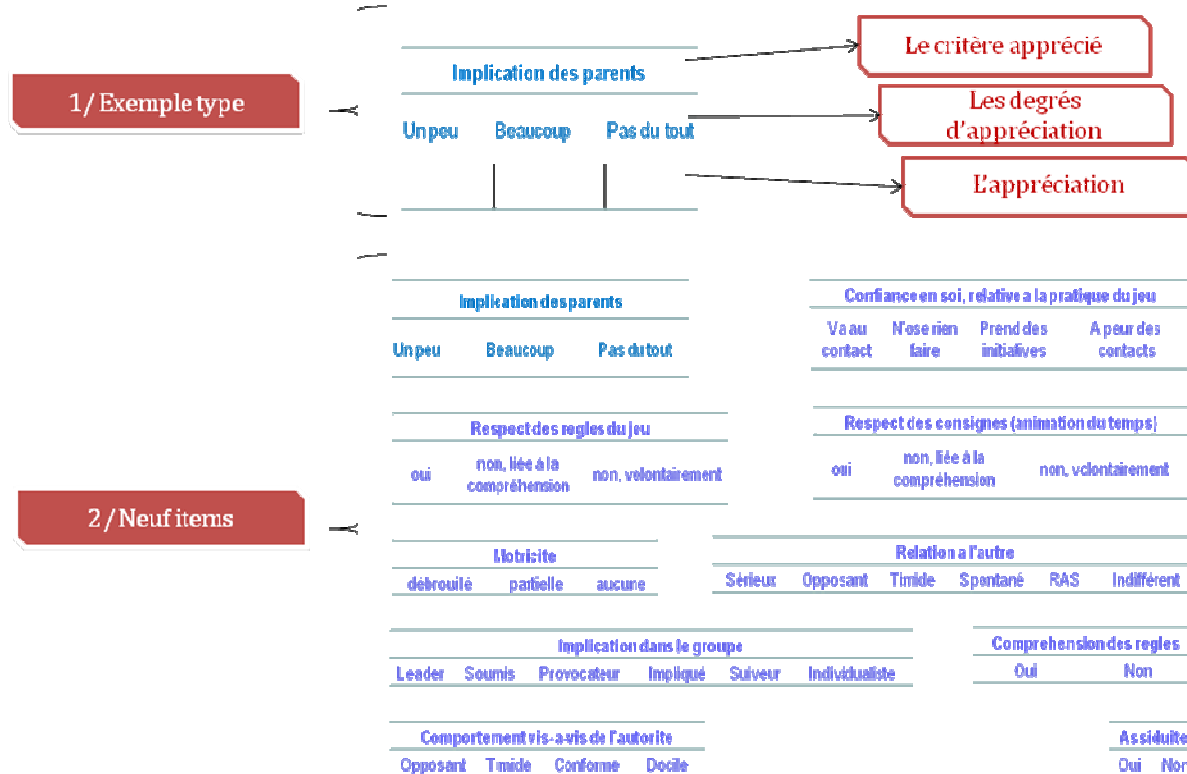 1/ Exemple type
Implication des parents
Un peu Beaucoup Pas du tout
Le critère apprécié
Les degrés
d'appréciation
L'appréciation
2/ Neuf items
Implication des parents
Un peu Beaucoup Pas du tout
Confiance en soi, relative a la pratique du jeu
Va au N'ose rien Prend des A peur des
contact faire initiatives contacts
Respect des regles du jeu
oui non, liée à la non, volontairement
compréhension
Respect des consignes (animation du temps)
oui non, liée à la non, volontairement
compréhension
Motricite
débrouilé partielle aucune
Relation a l'autre
Sérieux Opposant Timide Spontané RAS Indifférent
Implication dans le groupe
Leader Soumis Provocateur Impliqué Suiveur Individualiste
Comprehension des regles
Oui Non
Comportement vis-a-vis de l'autorite
Opposant Timide Conforme Docile
Assiduite
Oui Non